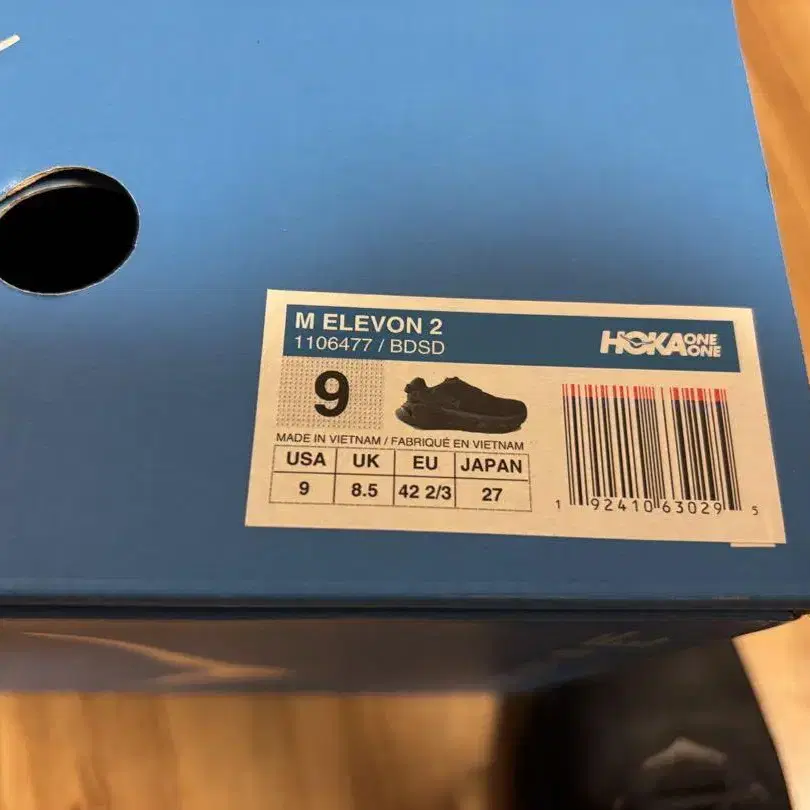 M ELEVON 2
1106477 / BDSD
HOKA ONE ONE
9
MADE IN VIETNAM / FABRIQUÉ EN VIETNAM
USA UK EU JAPAN
9 8.5 42 2/3 27
1 92410 63029 5